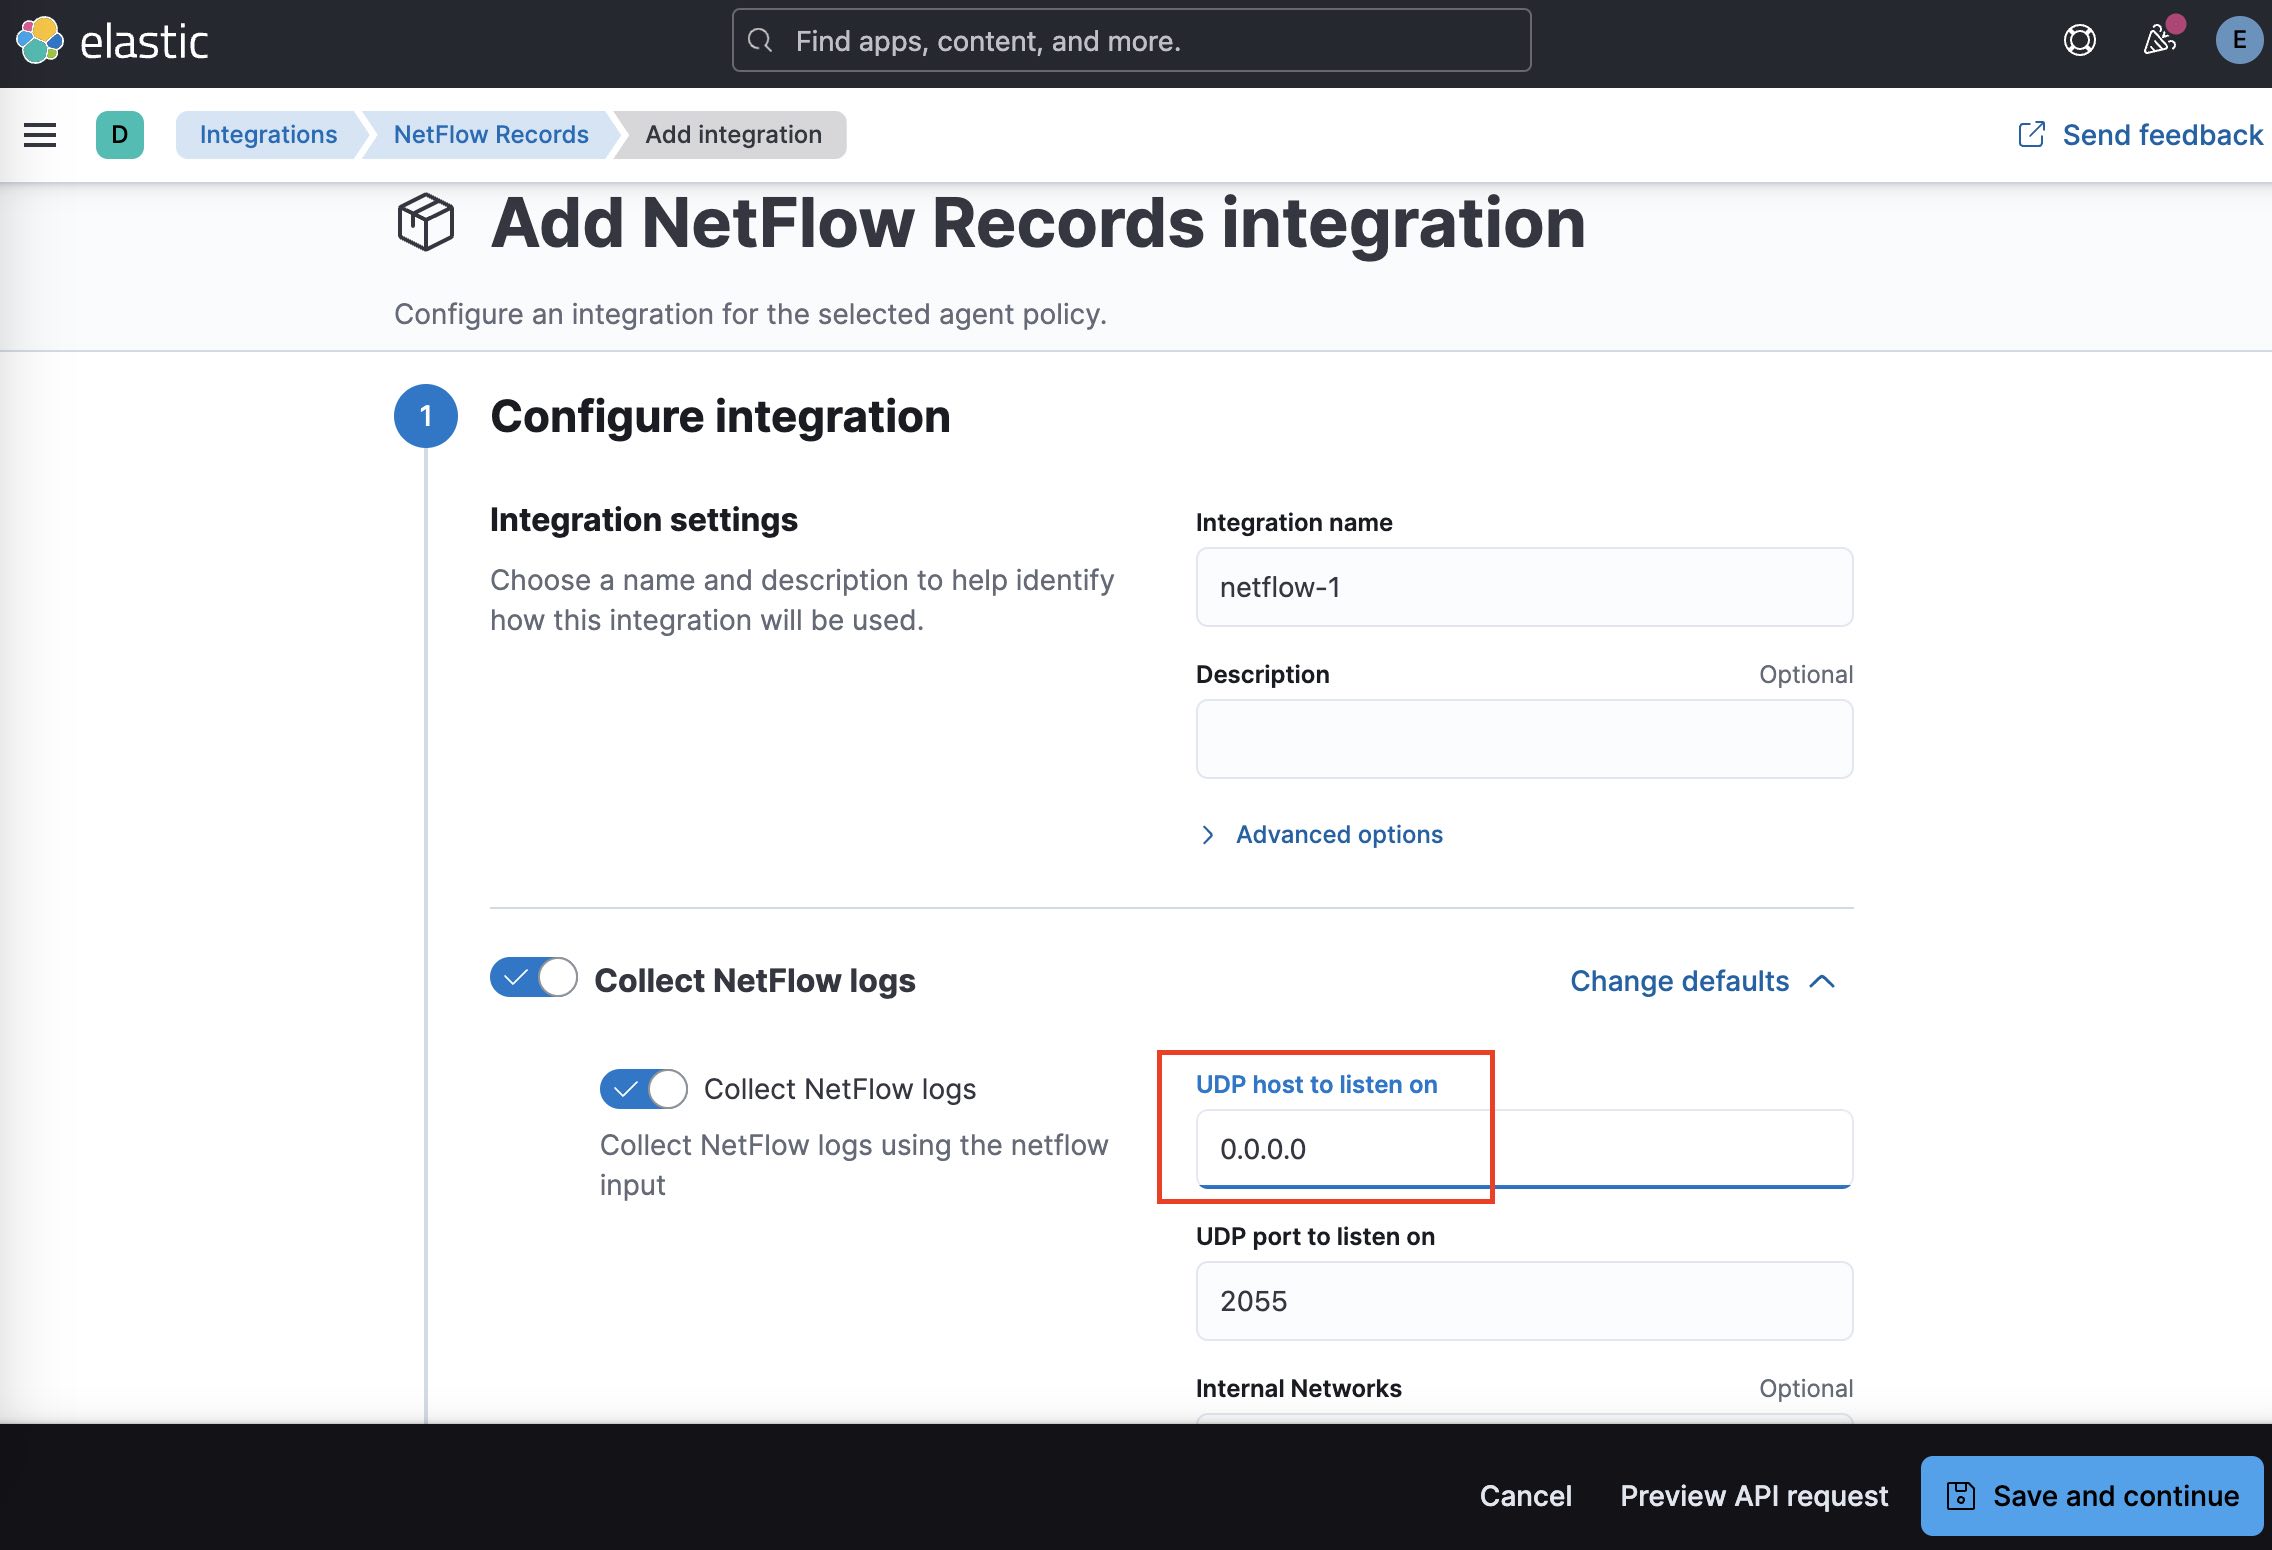 elastic
Find apps, content, and more.
E
D
Integrations
NetFlow Records
Add integration
Send feedback
Add NetFlow Records integration
Configure an integration for the selected agent policy.
1
Configure integration
Integration settings
Choose a name and description to help identify
how this integration will be used.
Integration name
netflow-1
Description
Optional
Advanced options
Collect NetFlow logs
Change defaults
Collect NetFlow logs
Collect NetFlow logs using the netflow
input
UDP host to listen on
0.0.0.0
UDP port to listen on
2055
Internal Networks
Optional
Cancel
Preview API request
Save and continue